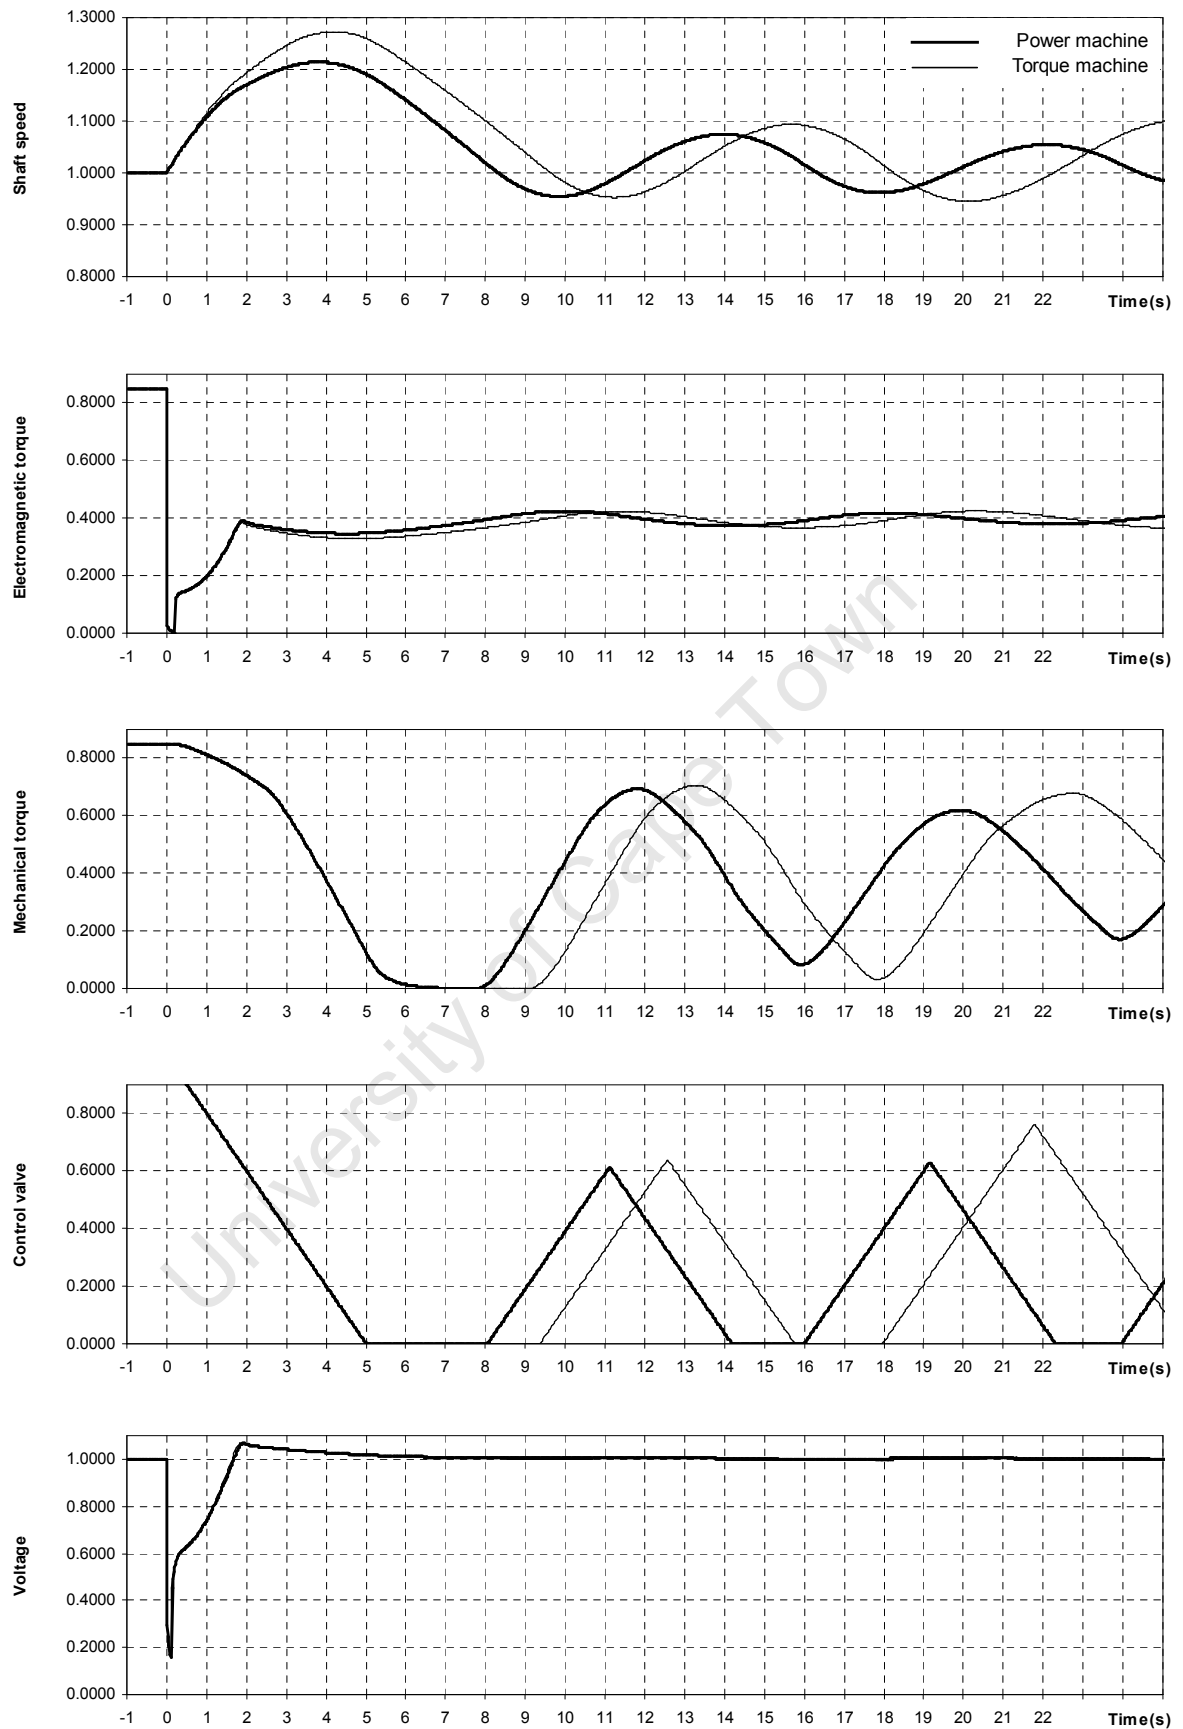 Power machine
Torque machine
Shaft speed
1.3000
1.2000
1.1000
1.0000
0.9000
0.8000
-1 0 1 2 3 4 5 6 7 8 9 10 11 12 13 14 15 16 17 18 19 20 21 22 Time(s)
Electromagnetic torque
0.8000
0.6000
0.4000
0.2000
0.0000
-1 0 1 2 3 4 5 6 7 8 9 10 11 12 13 14 15 16 17 18 19 20 21 22 Time(s)
Mechanical torque
0.8000
0.6000
0.4000
0.2000
0.0000
-1 0 1 2 3 4 5 6 7 8 9 10 11 12 13 14 15 16 17 18 19 20 21 22 Time(s)
Control valve
0.8000
0.6000
0.4000
0.2000
0.0000
-1 0 1 2 3 4 5 6 7 8 9 10 11 12 13 14 15 16 17 18 19 20 21 22 Time(s)
Voltage
1.0000
0.8000
0.6000
0.4000
0.2000
0.0000
-1 0 1 2 3 4 5 6 7 8 9 10 11 12 13 14 15 16 17 18 19 20 21 22 Time(s)
University of Cape Town